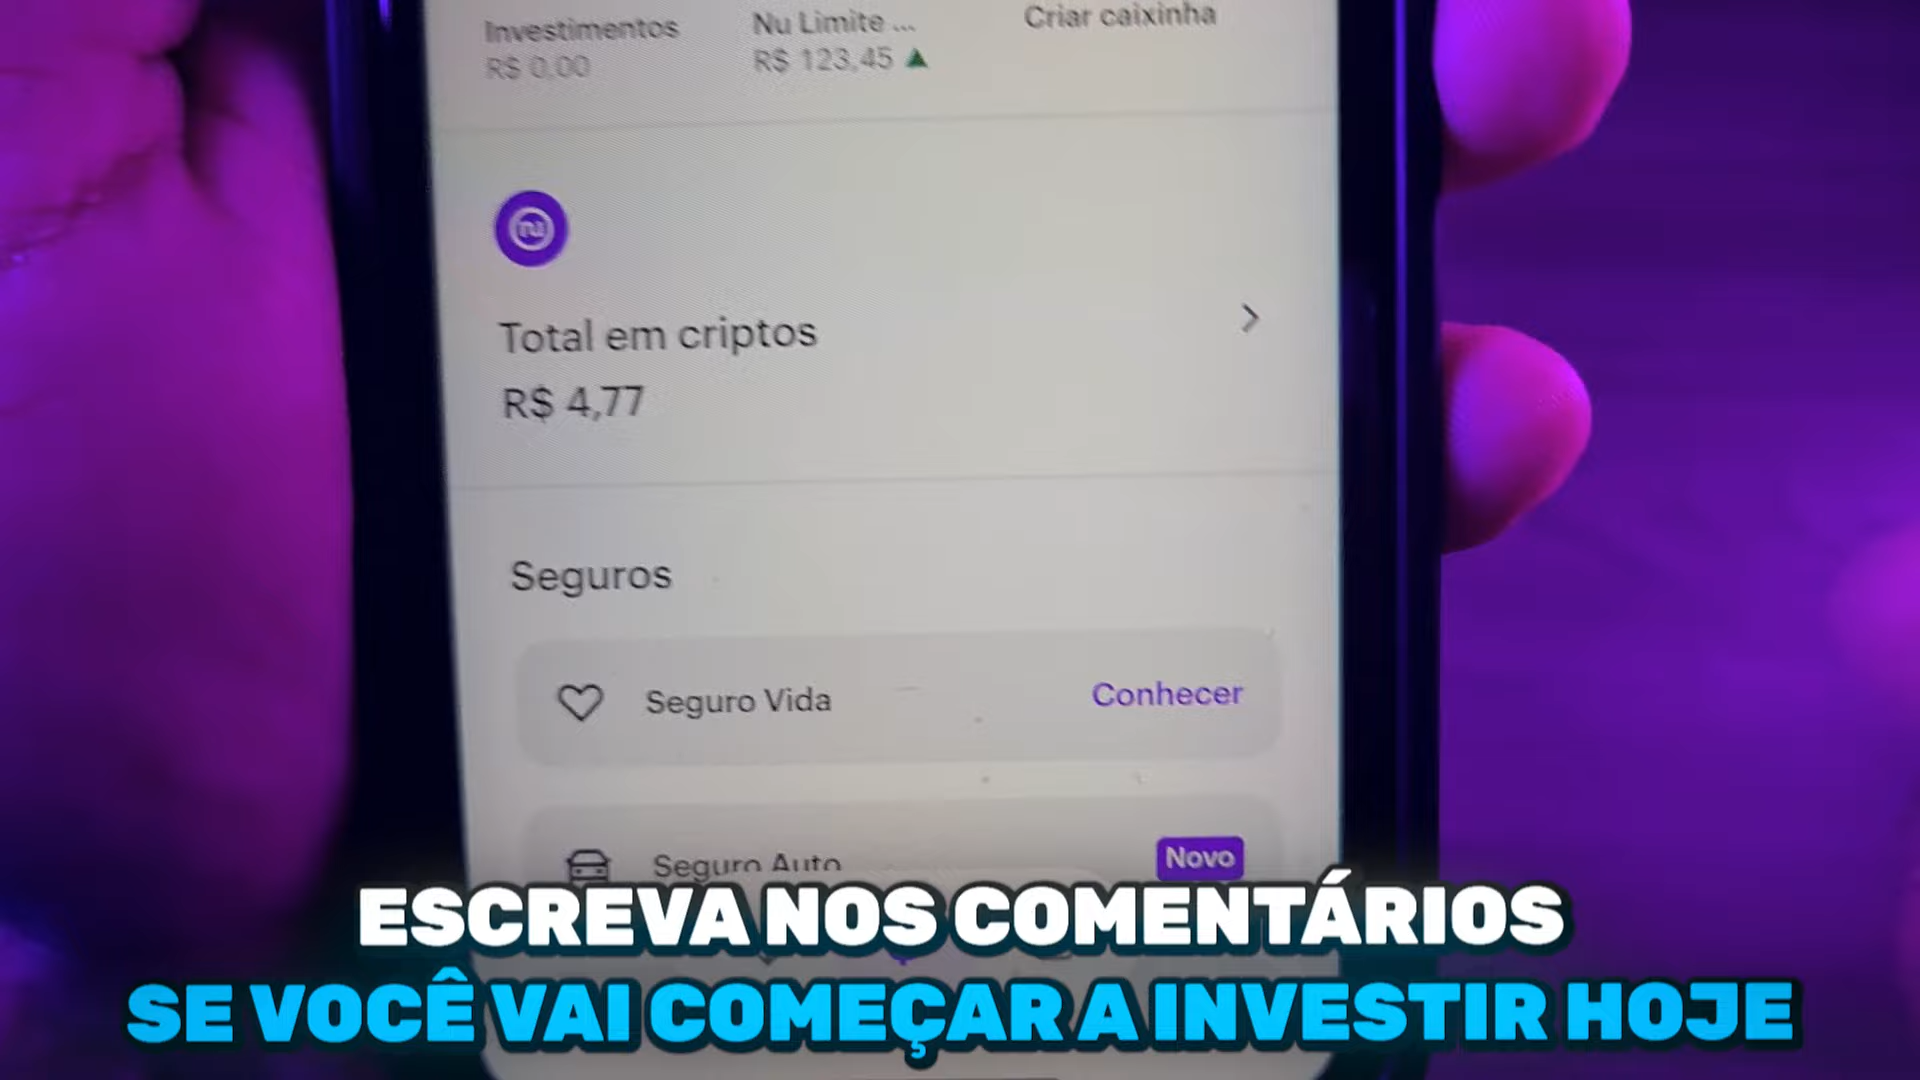 Investimentos
Nu Limite ...
Criar caixinha
R$ 0,00
R$ 123,45
Total em criptos
R$ 4,77
Seguros
Seguro Vida
Conhecer
Seguro Auto
Novo
ESCREVA NOS COMENTÁRIOS
SE VOCÊ VAI COMEÇAR A INVESTIR HOJE